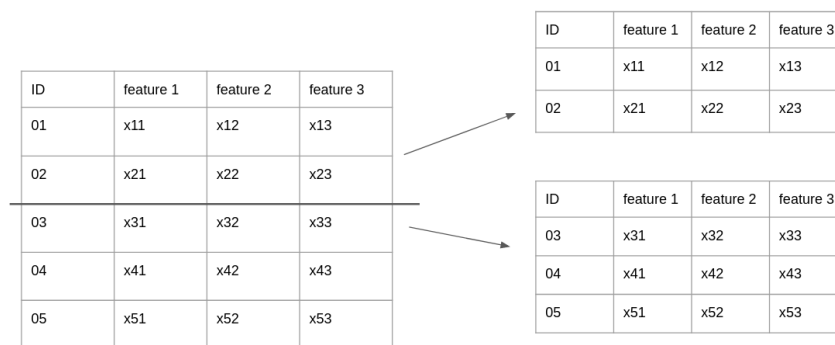 ID feature 1 feature 2 feature 3
01 x11 x12 x13
02 x21 x22 x23
03 x31 x32 x33
04 x41 x42 x43
05 x51 x52 x53
ID feature 1 feature 2 feature 3
01 x11 x12 x13
02 x21 x22 x23
ID feature 1 feature 2 feature 3
03 x31 x32 x33
04 x41 x42 x43
05 x51 x52 x53